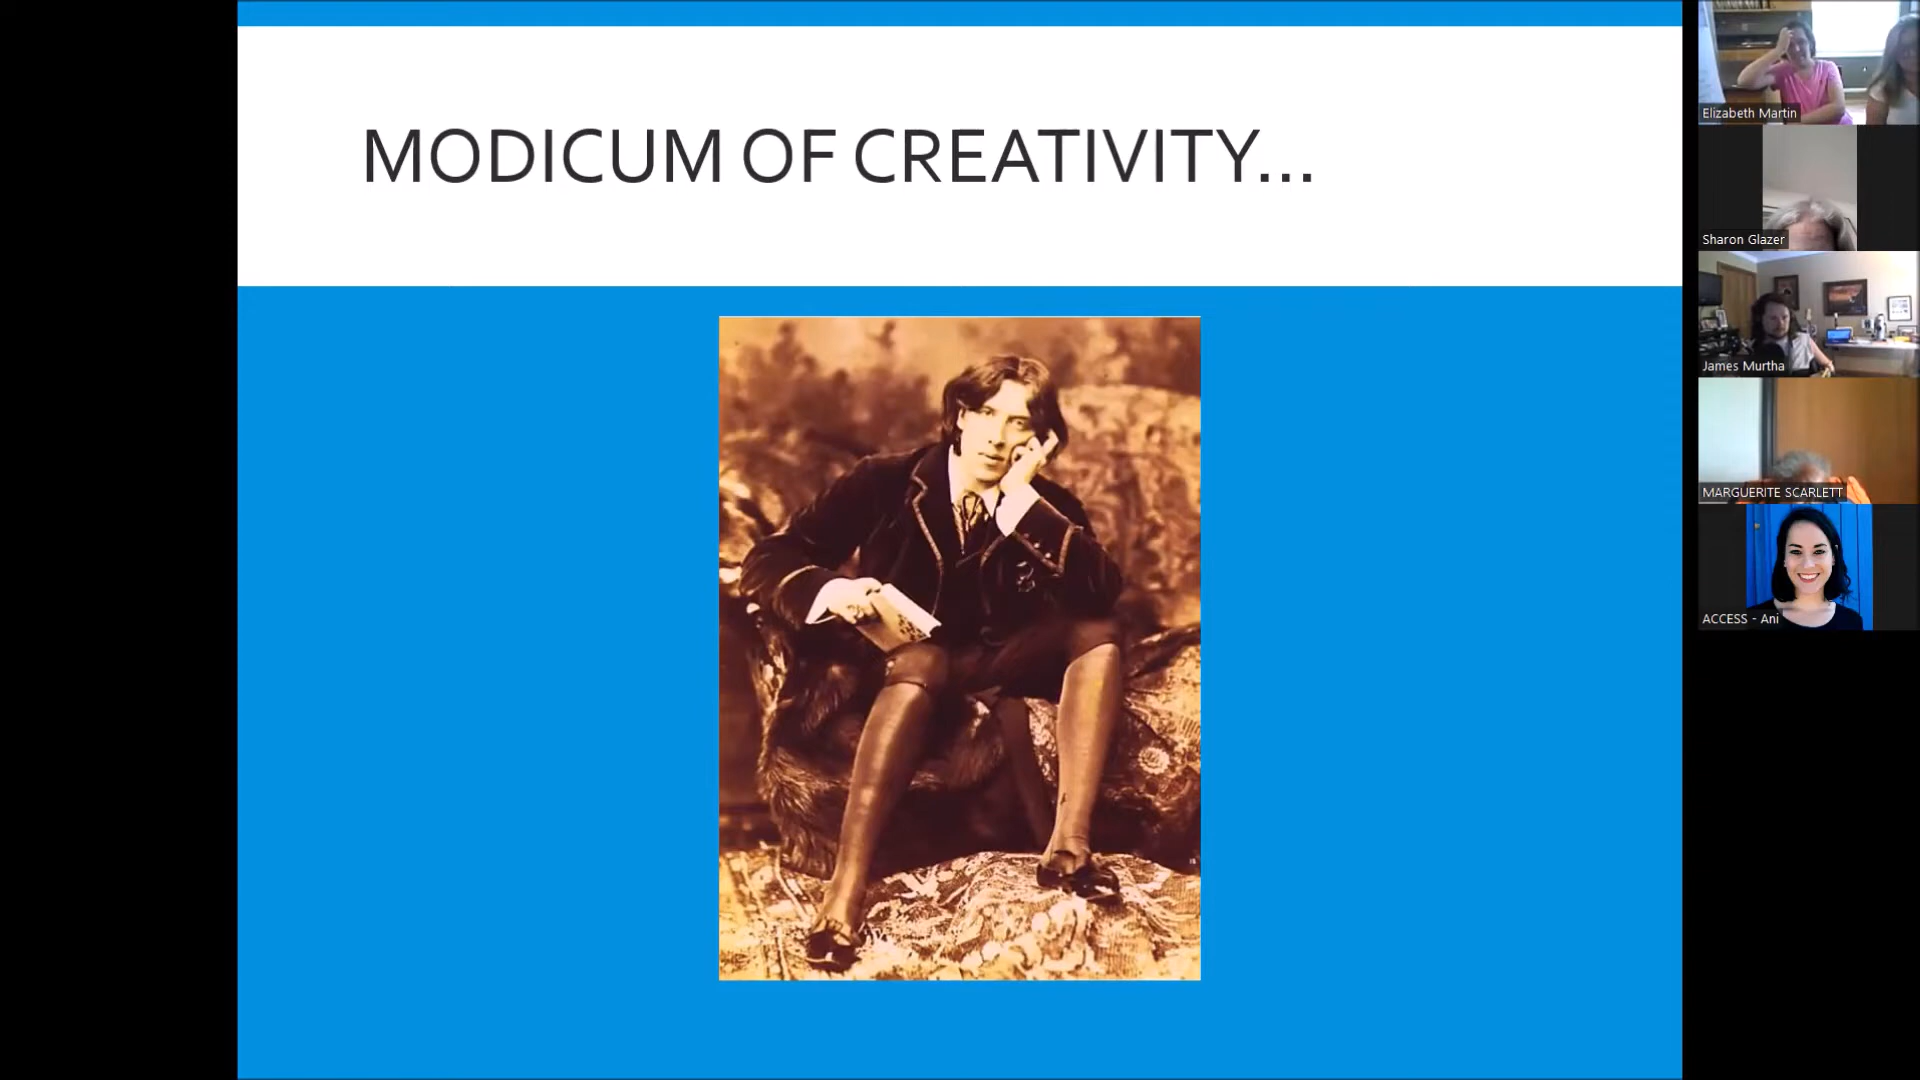 MODICUM OF CREATIVITY...
Elizabeth Martin
Sharon Glazer
James Murtha
MARGUERITE SCARLETT
ACCESS - Ani